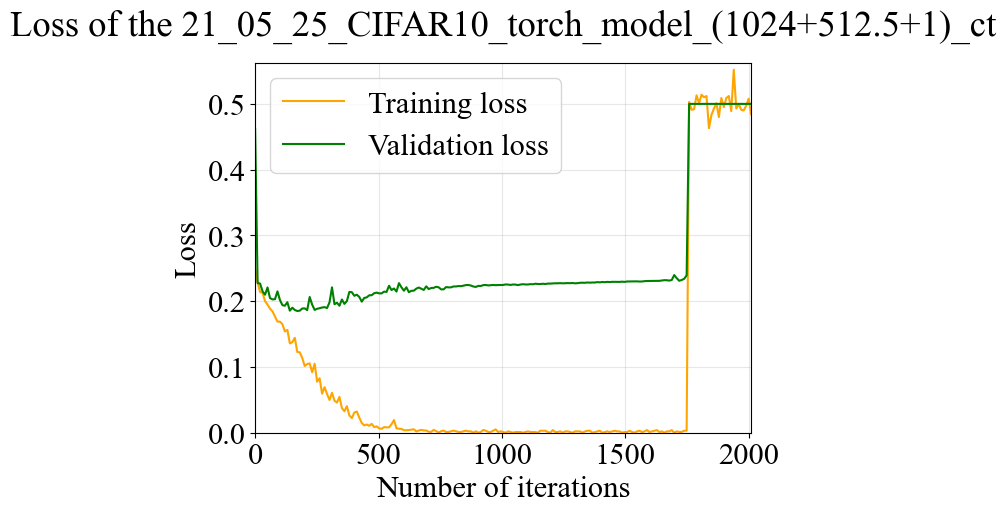 Loss of the 21_05_25_CIFAR10_torch_model_(1024+512.5+1)_ct
Training loss
Validation loss
0.5
0.4
0.3
0.2
0.1
0.0
Loss
0 500 1000 1500 2000
Number of iterations